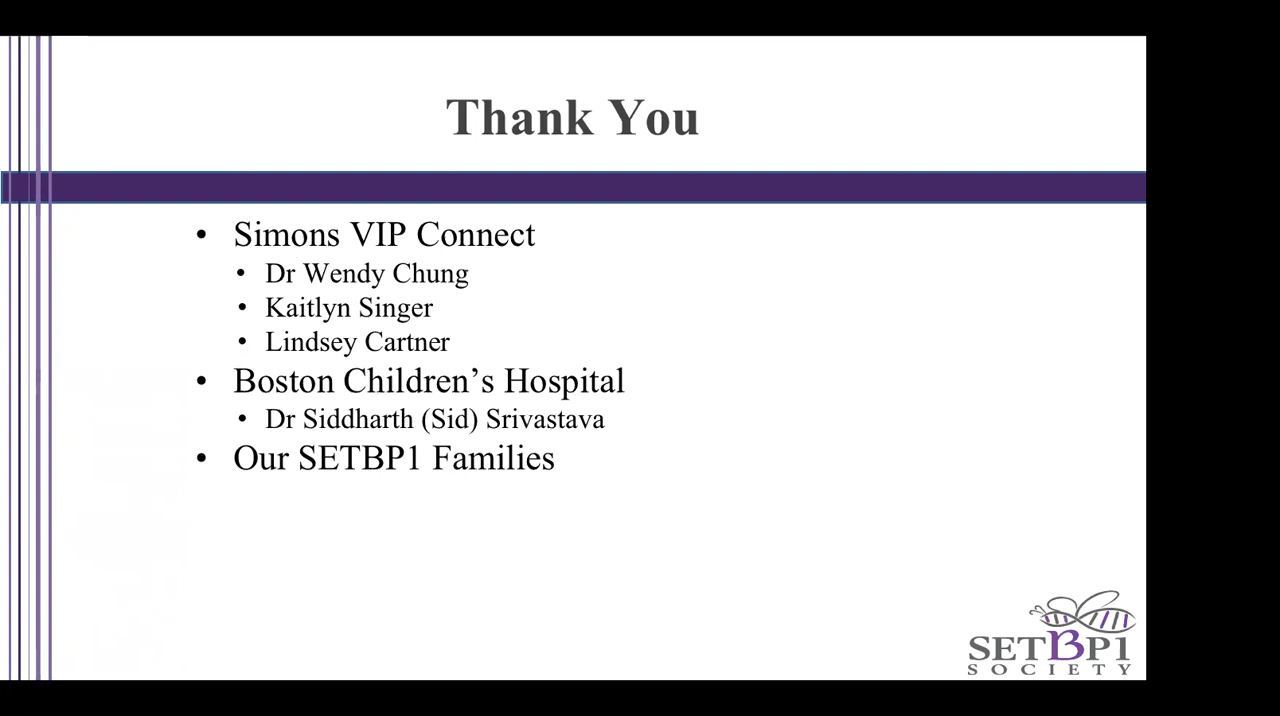 Thank You
• Simons VIP Connect
• Dr Wendy Chung
• Kaitlyn Singer
• Lindsey Cartner
• Boston Children’s Hospital
• Dr Siddharth (Sid) Srivastava
• Our SETBP1 Families
SETBP1
SOCIETY